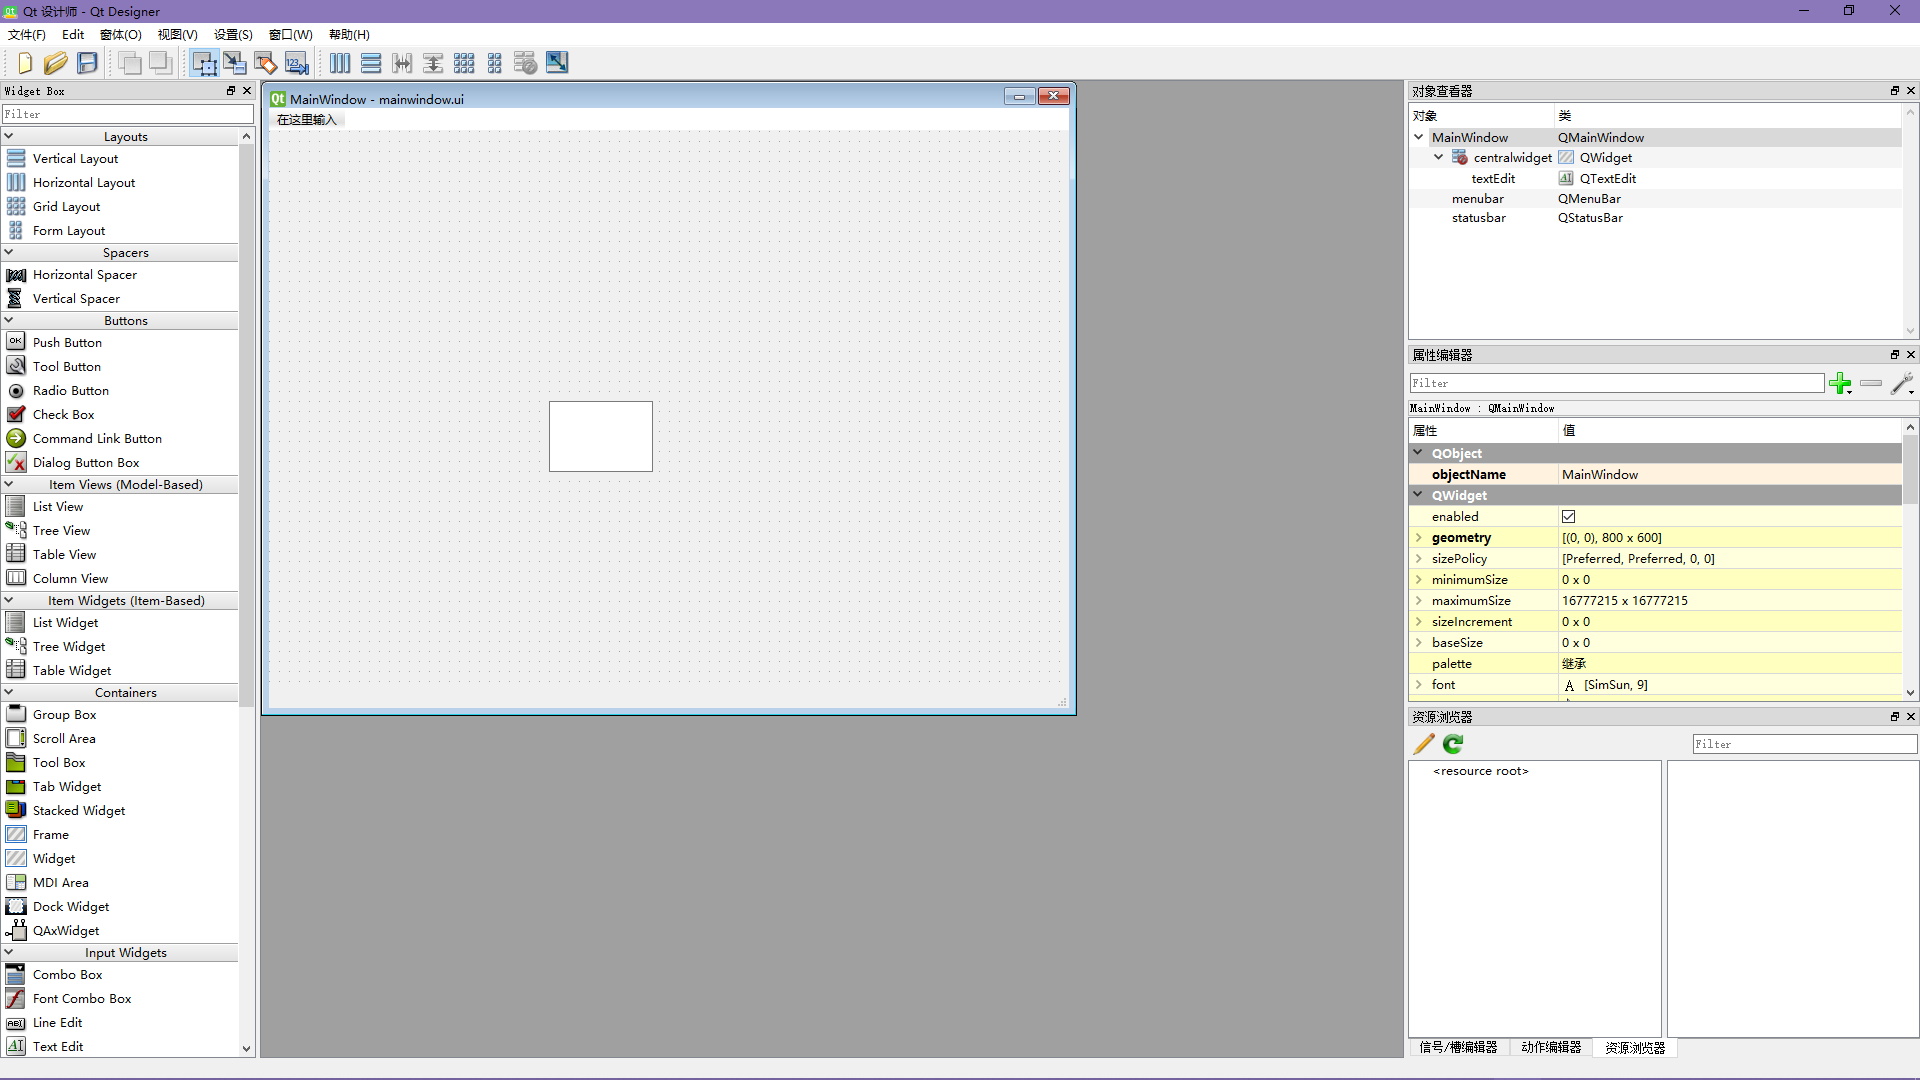 Qt 设计师 - Qt Designer
文件(F) Edit 窗体(O) 视图(V) 设置(S) 窗口(W) 帮助(H)
Widget Box
Filter
Layouts
Vertical Layout
Horizontal Layout
Grid Layout
Form Layout
Spacers
Horizontal Spacer
Vertical Spacer
Buttons
Push Button
Tool Button
Radio Button
Check Box
Command Link Button
Dialog Button Box
Item Views (Model-Based)
List View
Tree View
Table View
Column View
Item Widgets (Item-Based)
List Widget
Tree Widget
Table Widget
Containers
Group Box
Scroll Area
Tool Box
Tab Widget
Stacked Widget
Frame
Widget
MDI Area
Dock Widget
QAxWidget
Input Widgets
Combo Box
Font Combo Box
Line Edit
Text Edit
MainWindow - mainwindow.ui
在这里输入
对象查看器
对象 类
MainWindow QMainWindow
centralwidget QWidget
textEdit QTextEdit
menubar QMenuBar
statusbar QStatusBar
属性编辑器
Filter
MainWindow : QMainWindow
属性 值
QObject
objectName MainWindow
QWidget
enabled
geometry [(0, 0), 800 x 600]
sizePolicy [Preferred, Preferred, 0, 0]
minimumSize 0 x 0
maximumSize 16777215 x 16777215
sizeIncrement 0 x 0
baseSize 0 x 0
palette 继承
font A [SimSun, 9]
资源浏览器
Filter
<resource root>
信号/槽编辑器 动作编辑器 资源浏览器